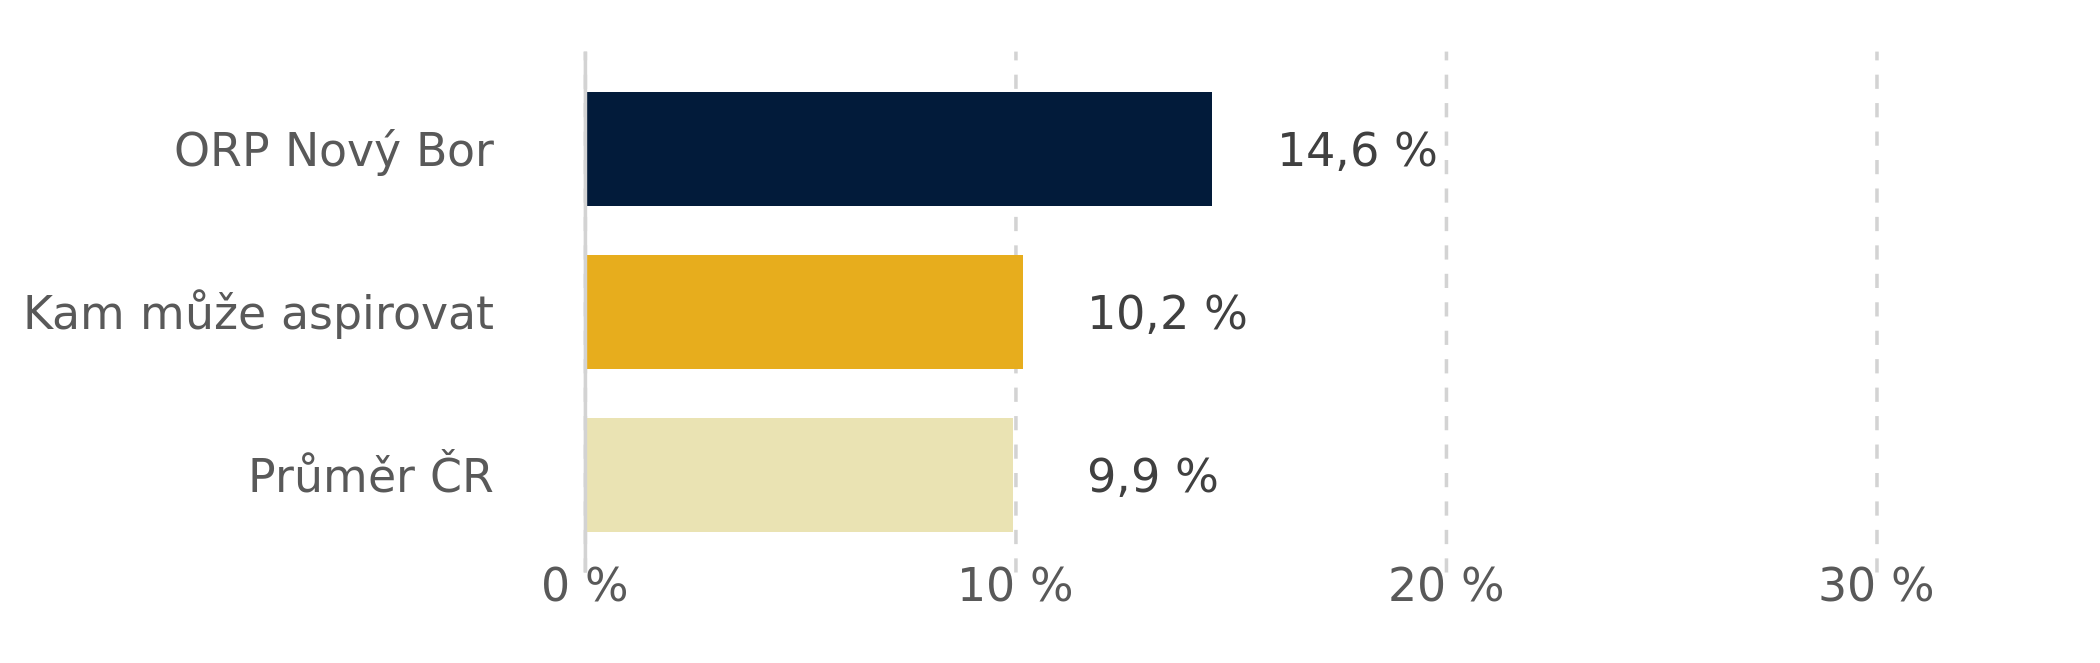 ORP Nový Bor
14,6 %
Kam může aspirovat
10,2 %
Průměr ČR
9,9 %
0 % 10 % 20 % 30 %